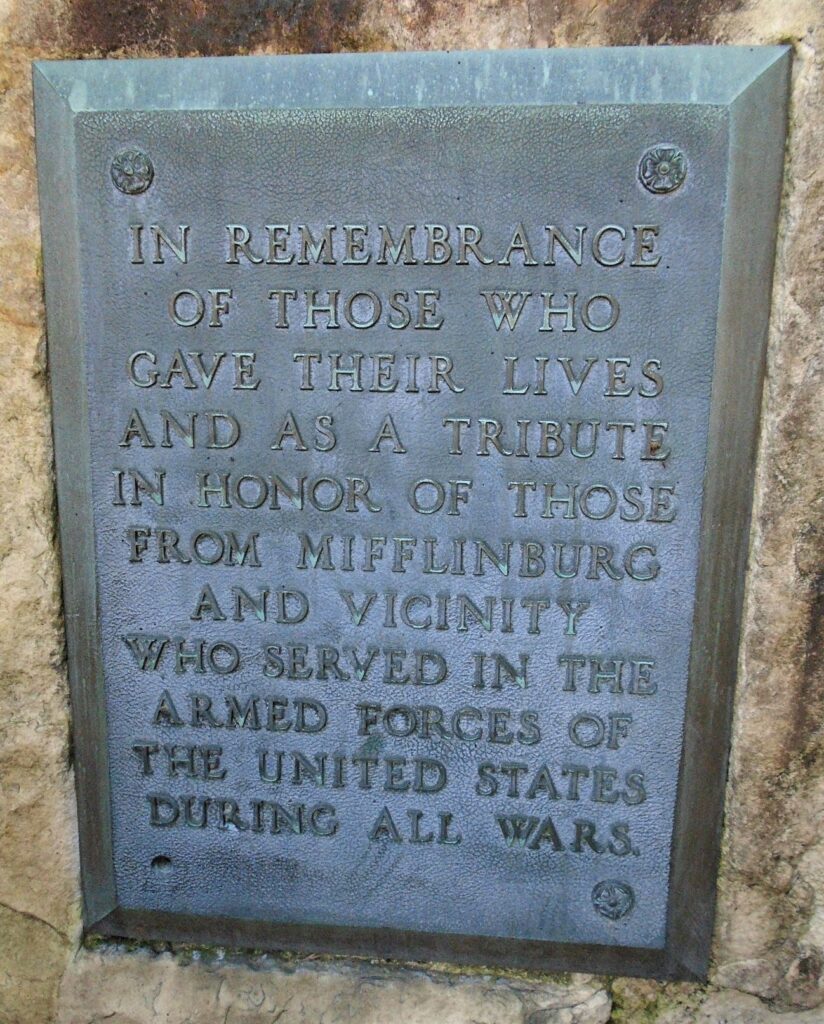 IN REMEMBRANCE
OF THOSE WHO
GAVE THEIR LIVES
AND AS A TRIBUTE
IN HONOR OF THOSE
FROM MIFFLINBURG
AND VICINITY
WHO SERVED IN THE
ARMED FORCES OF
THE UNITED STATES
DURING ALL WARS.